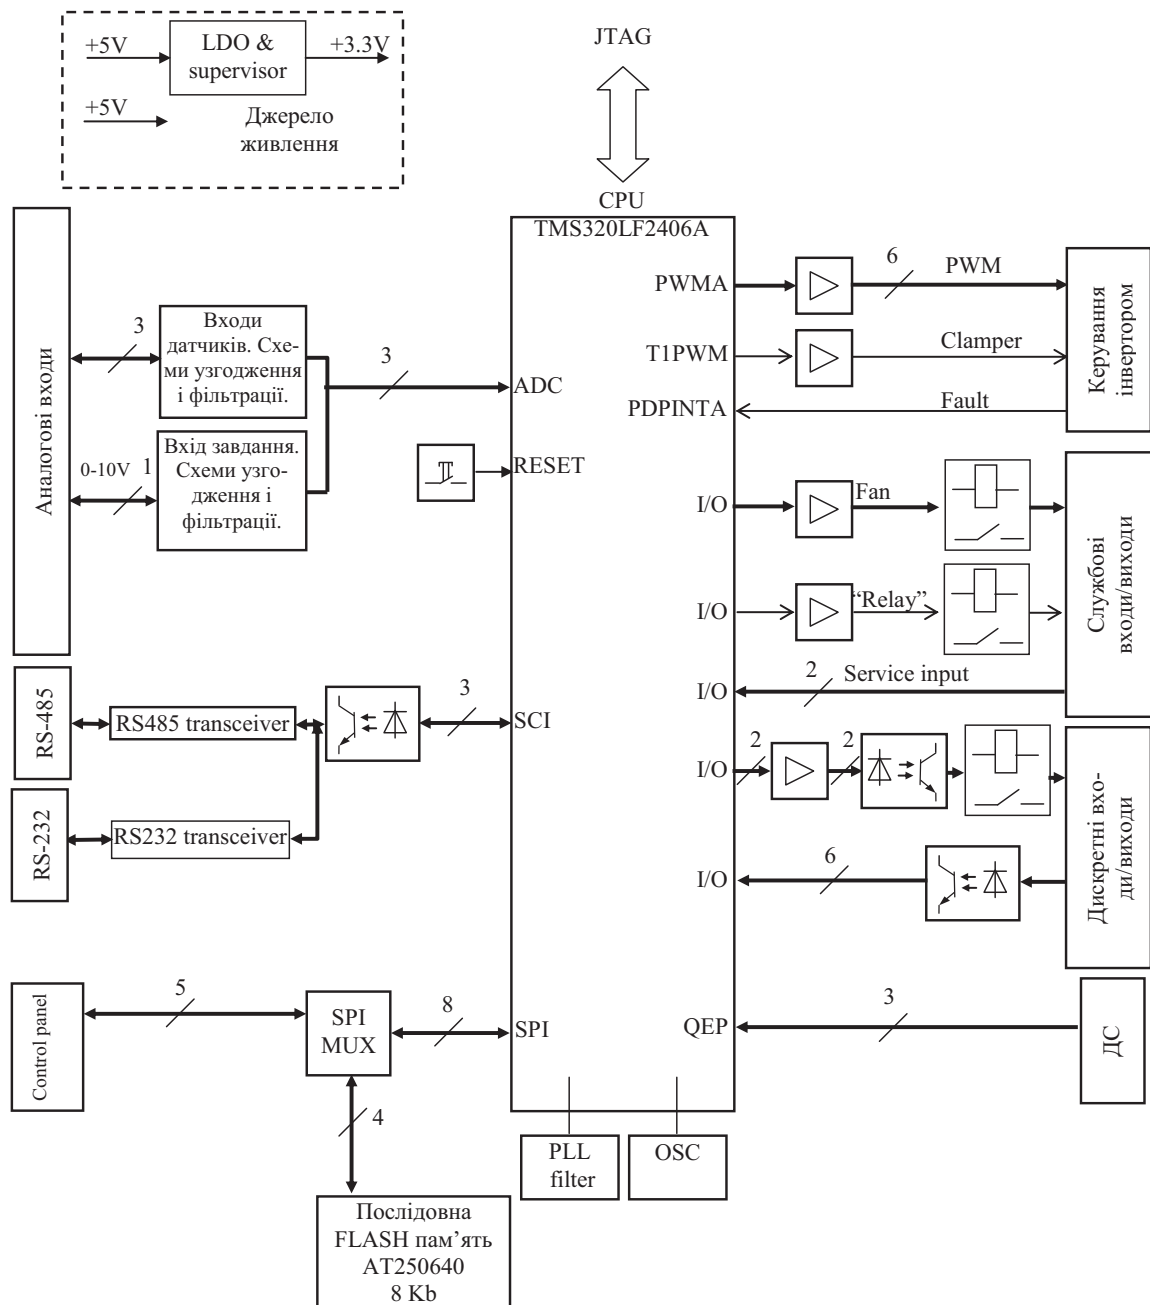 +5V
LDO &
supervisor
+3.3V
+5V
Джерело
живлення
JTAG
CPU
TMS320LF2406A
Аналогові входи
3
Входи
датчиків. Схе-
ми узгодження
і фільтрації.
3
ADC
0-10V
1
Вхід завдання.
Схеми узго-
дження і
фільтрації.
RESET
PWMA
6
PWM
T1PWM
Clamper
PDPINTA
Fault
Керування
інвертором
I/O
Fan
I/O
“Relay”
I/O
2
Service input
Службові
входи/виходи
RS-485
RS485 transceiver
3
SCI
RS-232
RS232 transceiver
I/O
2
2
I/O
6
Дискретні вхо-
ди/виходи
Control panel
5
SPI
MUX
8
SPI
4
QEP
3
ДС
PLL
filter
OSC
Послідовна
FLASH пам’ять
AT250640
8 Kb